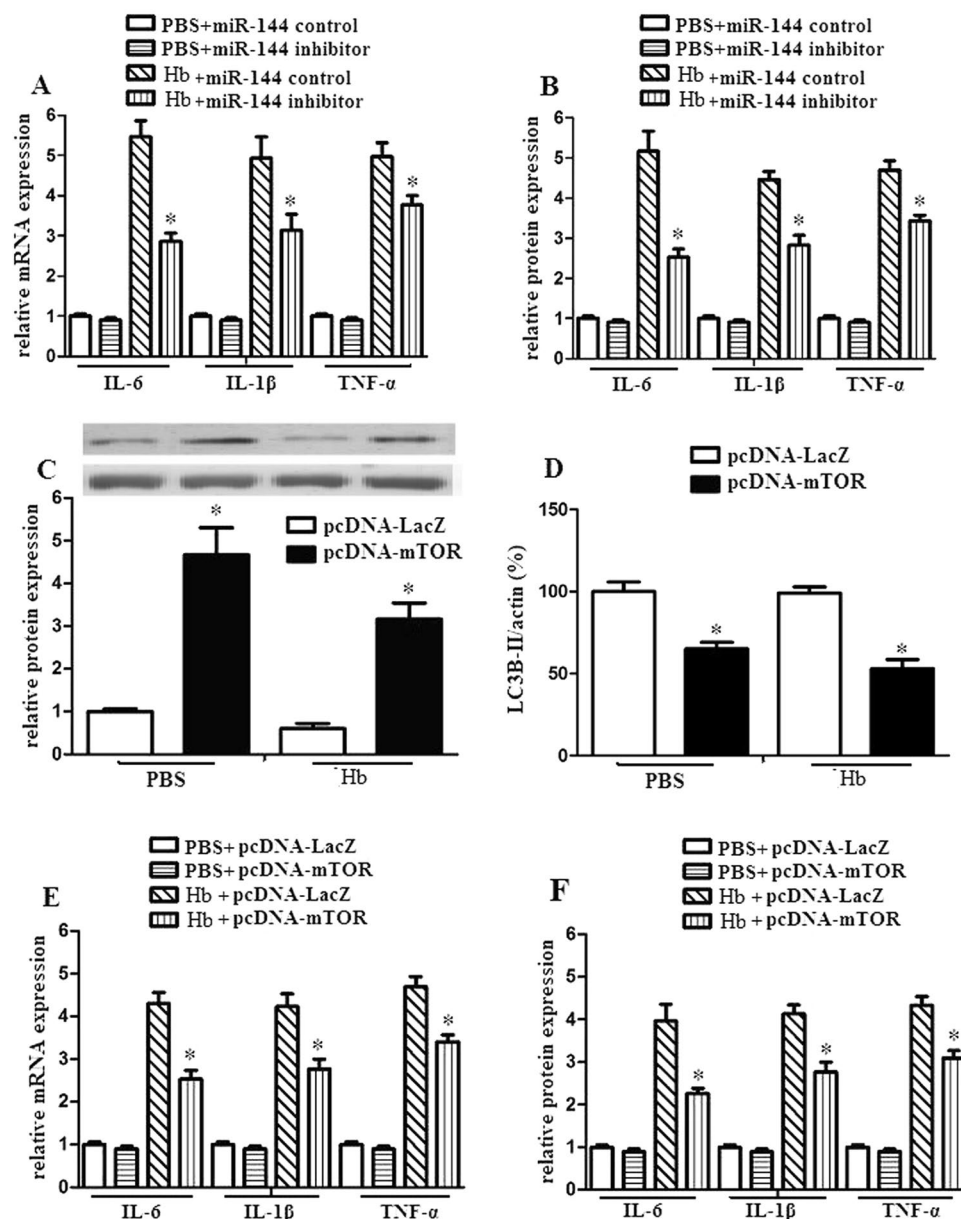 A
PBS+miR-144 control
PBS+miR-144 inhibitor
Hb+miR-144 control
Hb+miR-144 inhibitor
relative mRNA expression
6
5
4
3
2
1
0
*
*
*
IL-6 IL-1β TNF-α
B
PBS+miR-144 control
PBS+miR-144 inhibitor
Hb+miR-144 control
Hb+miR-144 inhibitor
relative protein expression
6
5
4
3
2
1
0
*
*
*
IL-6 IL-1β TNF-α
C
pcDNA-LacZ
pcDNA-mTOR
relative protein expression
6
5
4
3
2
1
0
*
*
PBS Hb
D
pcDNA-LacZ
pcDNA-mTOR
LC3B-II/actin (%)
150
100
50
0
*
*
PBS Hb
E
PBS+pcDNA-LacZ
PBS+pcDNA-mTOR
Hb+pcDNA-LacZ
Hb+pcDNA-mTOR
relative mRNA expression
6
5
4
3
2
1
0
*
*
*
IL-6 IL-1β TNF-α
F
PBS+pcDNA-LacZ
PBS+pcDNA-mTOR
Hb+pcDNA-LacZ
Hb+pcDNA-mTOR
relative protein expression
6
5
4
3
2
1
0
*
*
*
IL-6 IL-1β TNF-α